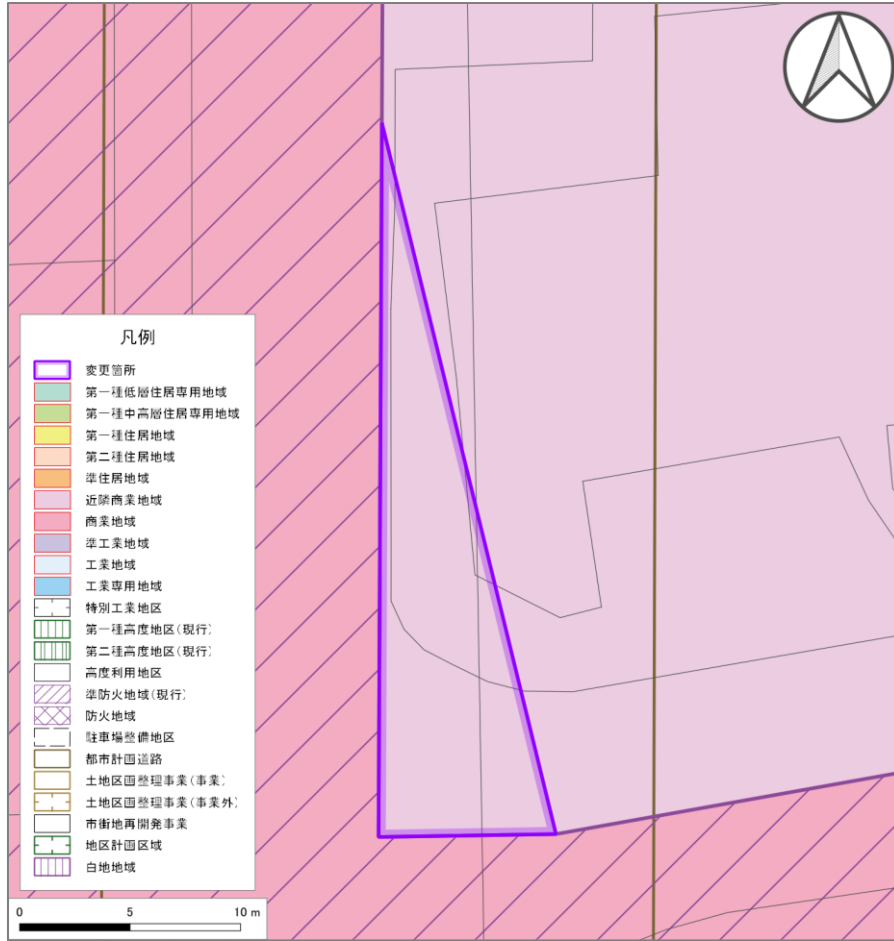 凡例
変更箇所
第一種低層住居専用地域
第一種中高層住居専用地域
第一種住居地域
第二種住居地域
準住居地域
近隣商業地域
商業地域
準工業地域
工業地域
工業専用地域
特別工業地区
第一種高度地区(現行)
第二種高度地区(現行)
高度利用地区
準防火地域(現行)
防火地域
駐車場整備地区
都市計画道路
土地区画整理事業(事業)
土地区画整理事業(事業外)
市街地再開発事業
地区計画区域
白地地域
0 5 10 m